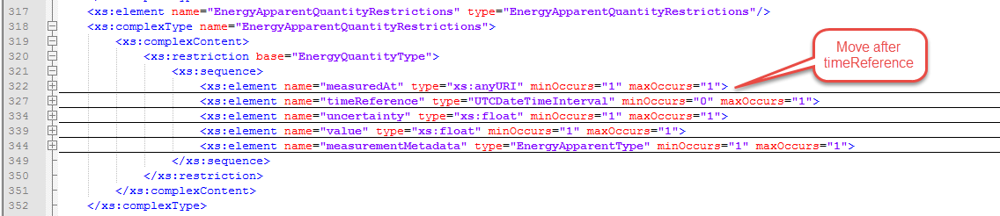 317 <xs:element name="EnergyApparentQuantityRestrictions" type="EnergyApparentQuantityRestrictions"/>
318 <xs:complexType name="EnergyApparentQuantityRestrictions">
319 <xs:complexContent>
320 <xs:restriction base="EnergyQuantityType">
321 <xs:sequence>
322 <xs:element name="measuredAt" type="xs:anyURI" minOccurs="1" maxOccurs="1">
327 <xs:element name="timeReference" type="UTCDateTimeInterval" minOccurs="0" maxOccurs="1">
334 <xs:element name="uncertainty" type="xs:float" minOccurs="1" maxOccurs="1">
339 <xs:element name="value" type="xs:float" minOccurs="1" maxOccurs="1">
344 <xs:element name="measurementMetadata" type="EnergyApparentType" minOccurs="1" maxOccurs="1">
349 </xs:sequence>
350 </xs:restriction>
351 </xs:complexContent>
352 </xs:complexType>
Move after
timeReference